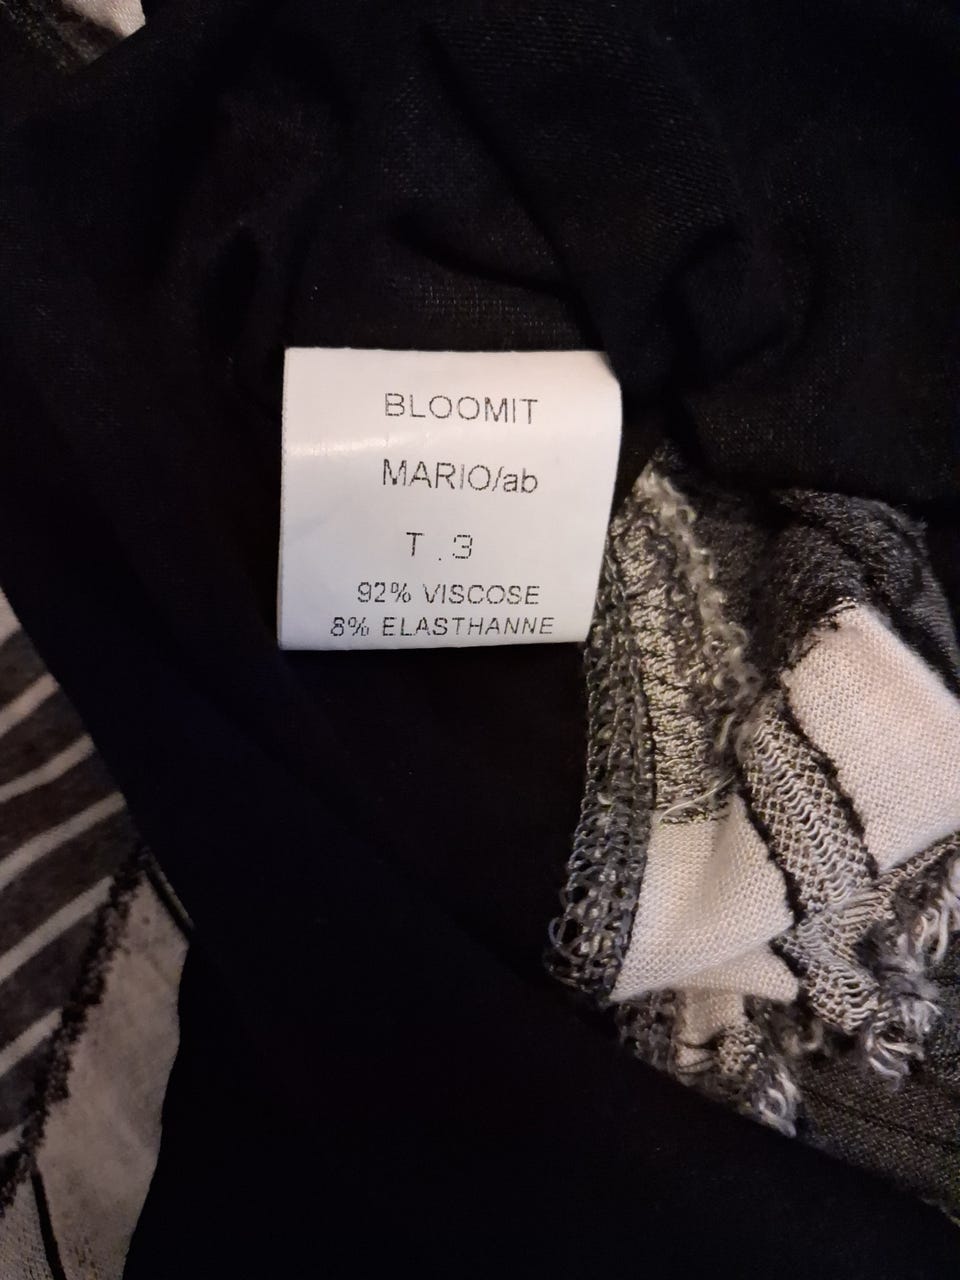 BLOOMIT
MARIO/ab
T . 3
92% VISCOSE
8% ELASTHANNE